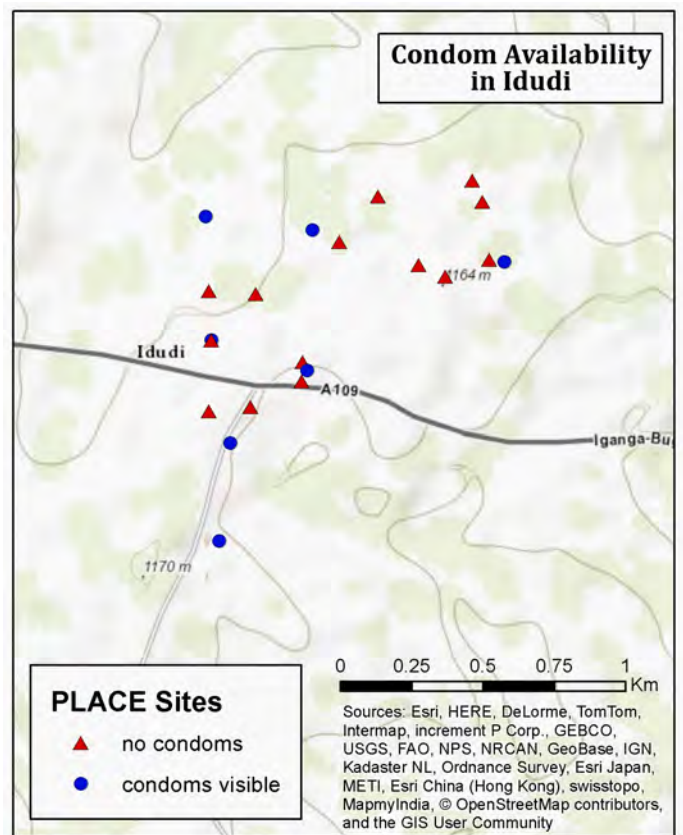 Condom Availability
in Idudi
1164 m
Idudi
A109
Iganga-Bug
1170 m
0 0.25 0.5 0.75 1
Km
PLACE Sites
no condoms
condoms visible
Sources: Esri, HERE, DeLorme, TomTom,
Intermap, increment P Corp., GEBCO,
USGS, FAO, NPS, NRCAN, GeoBase, IGN,
Kadaster NL, Ordnance Survey, Esri Japan,
METI, Esri China (Hong Kong), swisstopo,
MapmyIndia, © OpenStreetMap contributors,
and the GIS User Community